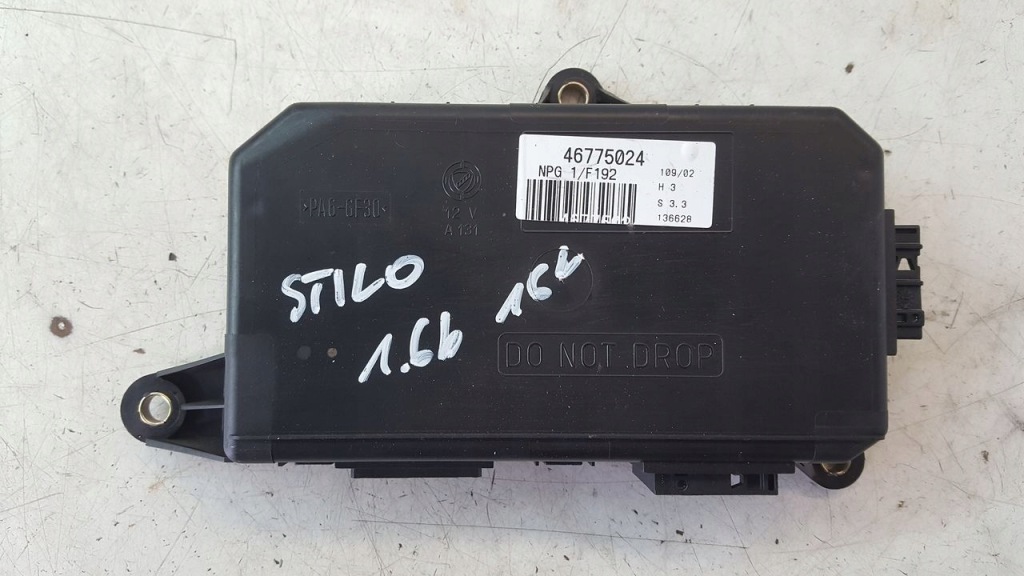 46775024
NPG 1/F192
109/02
H 3
S 3.3
136628
>PA6-GF30<
12 V
A 131
STILO
1.6b 16v
DO NOT DROP